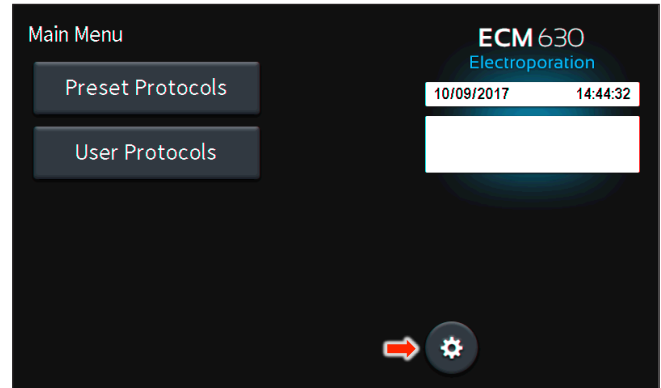 Main Menu
Preset Protocols
User Protocols
ECM 630
Electroporation
10/09/2017 14:44:32